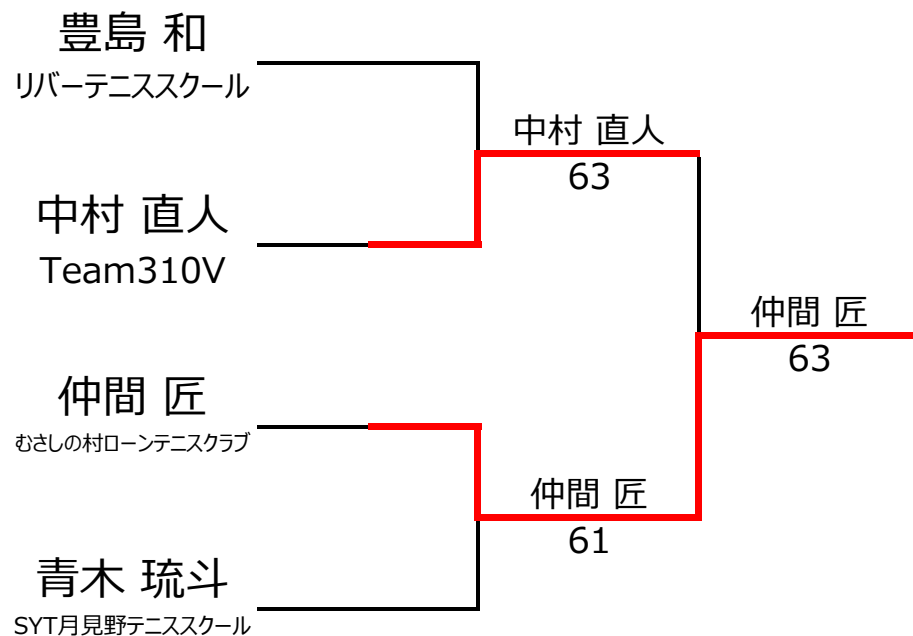 豊島 和
リバーテニススクール
中村 直人
63
中村 直人
Team310V
仲間 匠
63
仲間 匠
むさしの村ローンテニスクラブ
仲間 匠
61
青木 琉斗
SYT月見野テニススクール